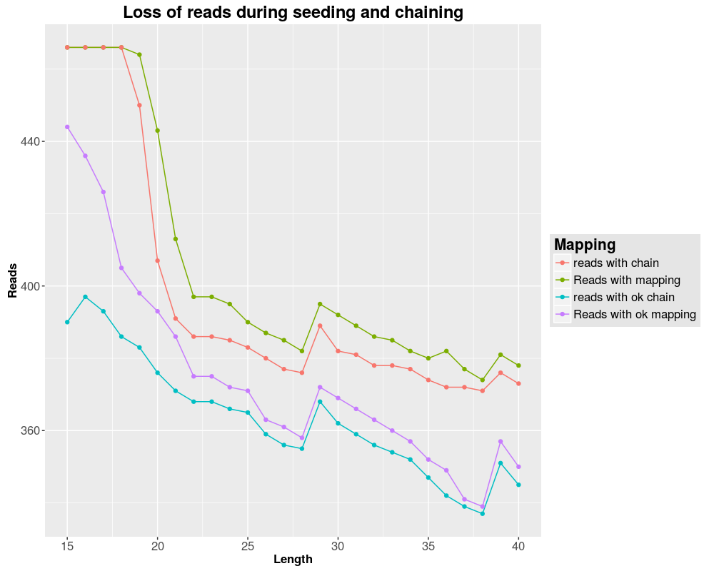 Loss of reads during seeding and chaining
Reads
440
400
360
15 20 25 30 35 40
Length
Mapping
reads with chain
Reads with mapping
reads with ok chain
Reads with ok mapping